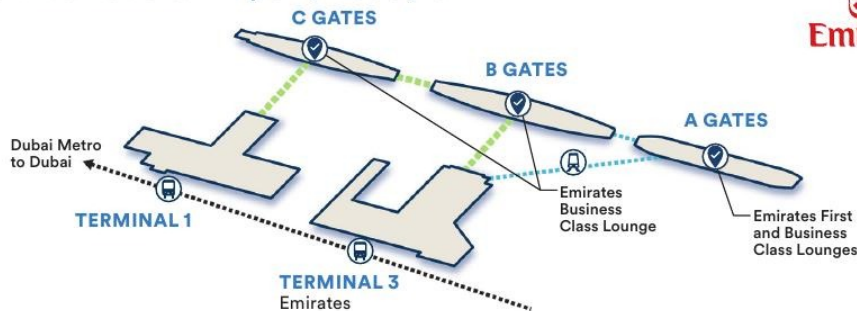 C GATES
Emi
B GATES
A GATES
Dubai Metro
to Dubai
Emirates
Business
Class Lounge
Emirates First
and Business
Class Lounges
TERMINAL 1
TERMINAL 3
Emirates